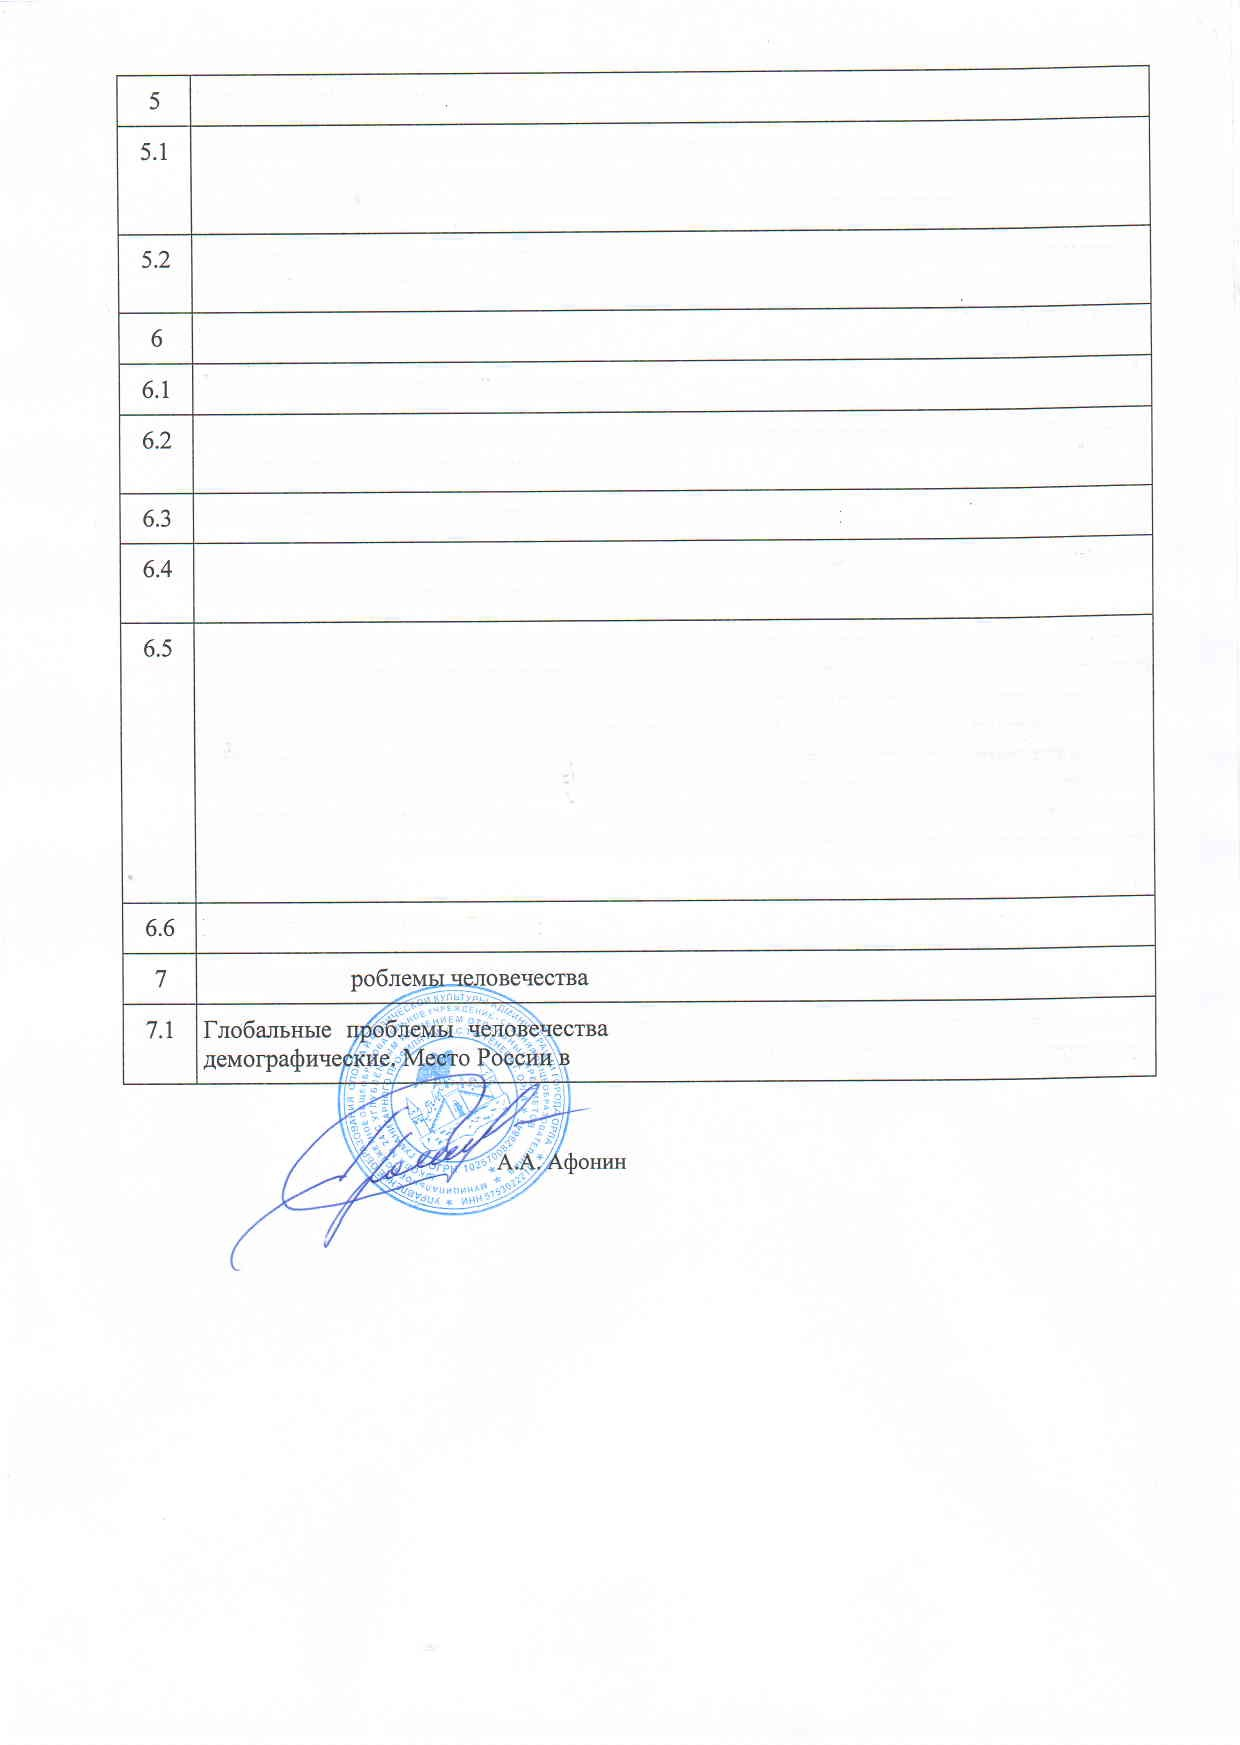 5
5.1
5.2
6
6.1
6.2
6.3
6.4
6.5
6.6
7 роблемы человечества
7.1 Глобальные проблемы человечества
демографические. Место России в
А.А. Афонин